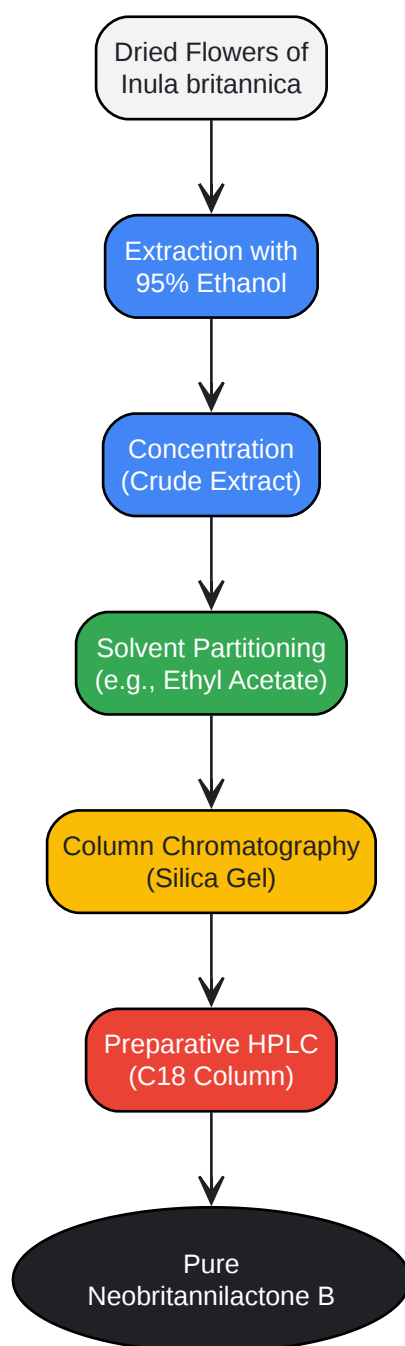 Dried Flowers of
Inula britannica
Extraction with
95% Ethanol
Concentration
(Crude Extract)
Solvent Partitioning
(e.g., Ethyl Acetate)
Column Chromatography
(Silica Gel)
Preparative HPLC
(C18 Column)
Pure
Neobritannilactone B